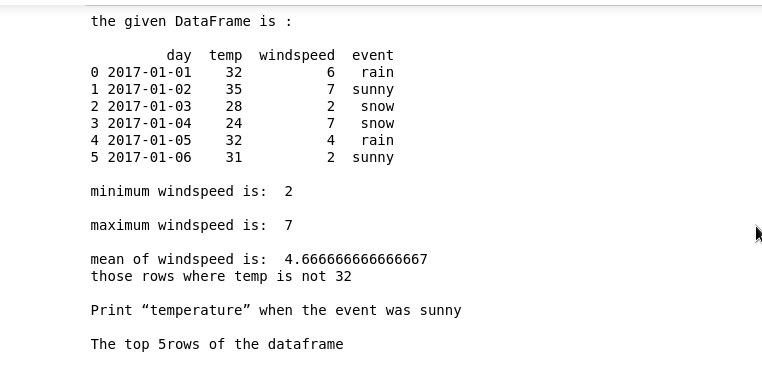 the given DataFrame is :
day temp windspeed event
0 2017-01-01 32 6 rain
1 2017-01-02 35 7 sunny
2 2017-01-03 28 2 snow
3 2017-01-04 24 7 snow
4 2017-01-05 32 4 rain
5 2017-01-06 31 2 sunny
minimum windspeed is: 2
maximum windspeed is: 7
mean of windspeed is: 4.666666666666667
those rows where temp is not 32
Print “temperature” when the event was sunny
The top 5rows of the dataframe